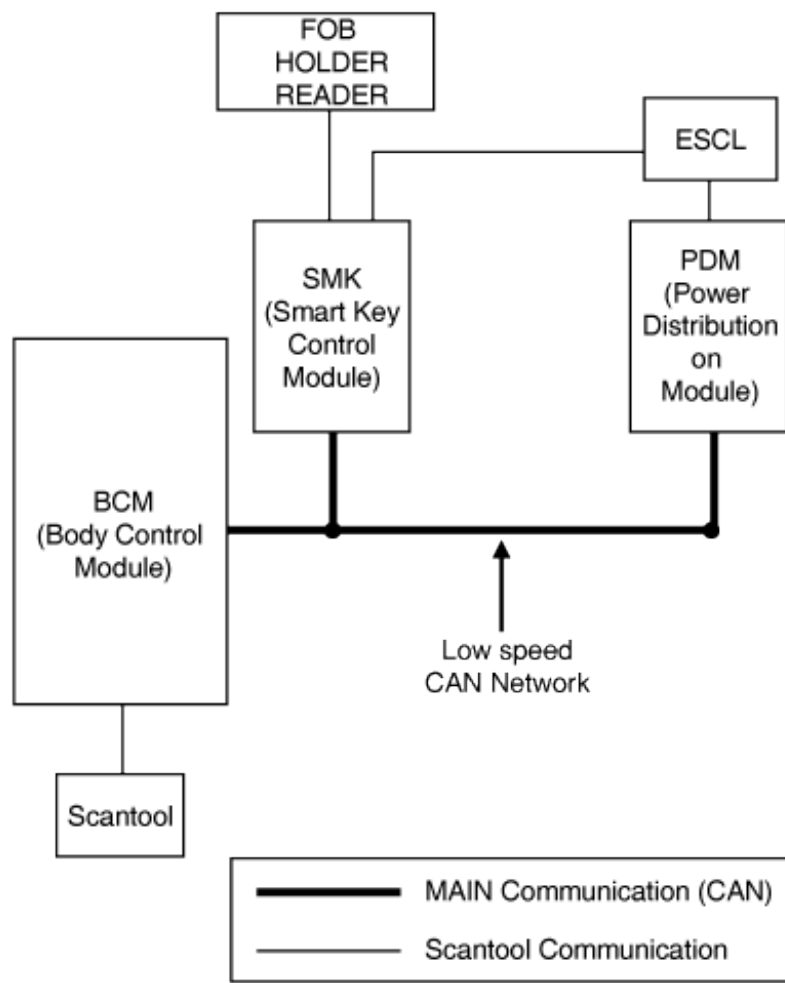 FOB
HOLDER
READER
ESCL
SMK
(Smart Key
Control
Module)
PDM
(Power
Distribution
on
Module)
BCM
(Body Control
Module)
Low speed
CAN Network
Scantool
MAIN Communication (CAN)
Scantool Communication